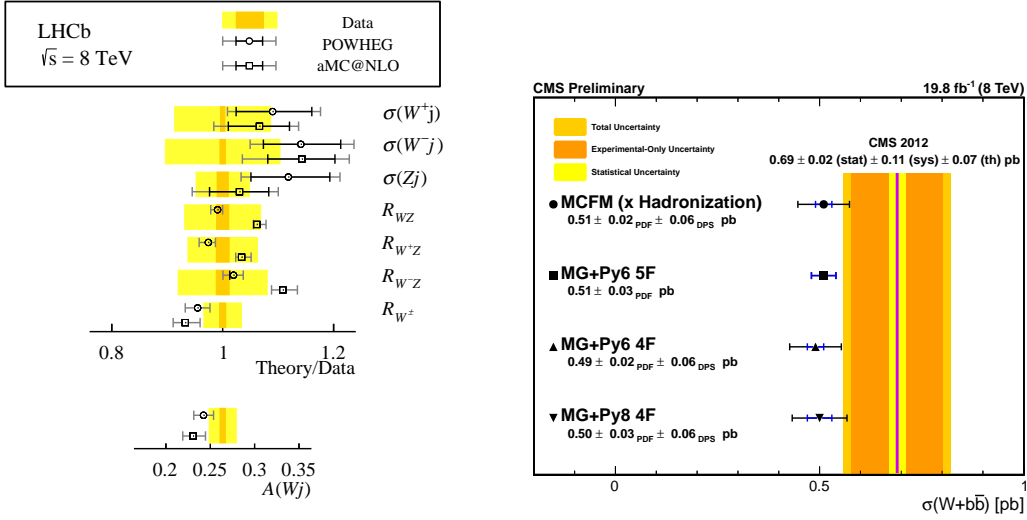 LHCb
√s = 8 TeV
Data
POWHEG
aMC@NLO
σ(W⁺j)
σ(W⁻j)
σ(Zj)
R_{WZ}
R_{W⁺Z}
R_{W⁻Z}
R_{W^±}
0.8 1 1.2
Theory/Data
0.2 0.25 0.3 0.35
A(Wj)
CMS Preliminary 19.8 fb⁻¹ (8 TeV)
Total Uncertainty
Experimental-Only Uncertainty
Statistical Uncertainty
CMS 2012
0.69 ± 0.02 (stat) ± 0.11 (sys) ± 0.07 (th) pb
MCFM (x Hadronization)
0.51 ± 0.02 PDF ± 0.06 DPS pb
MG+Py6 5F
0.51 ± 0.03 PDF pb
MG+Py6 4F
0.49 ± 0.02 PDF ± 0.06 DPS pb
MG+Py8 4F
0.50 ± 0.03 PDF ± 0.06 DPS pb
0 0.5 1
σ(W+bb̅) [pb]